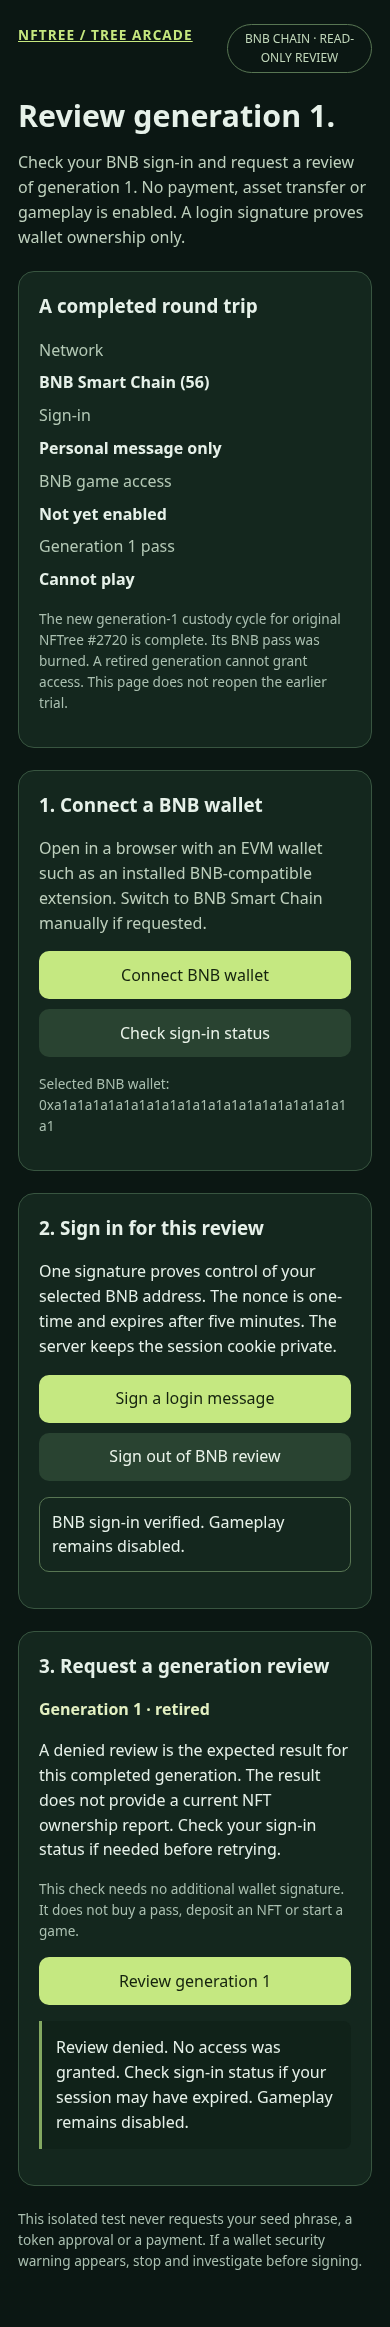 NFTREE / TREE ARCADE
BNB CHAIN · READ-
ONLY REVIEW
Review generation 1.
Check your BNB sign-in and request a review
of generation 1. No payment, asset transfer or
gameplay is enabled. A login signature proves
wallet ownership only.
A completed round trip
Network
BNB Smart Chain (56)
Sign-in
Personal message only
BNB game access
Not yet enabled
Generation 1 pass
Cannot play
The new generation-1 custody cycle for original
NFTree #2720 is complete. Its BNB pass was
burned. A retired generation cannot grant
access. This page does not reopen the earlier
trial.
1. Connect a BNB wallet
Open in a browser with an EVM wallet
such as an installed BNB-compatible
extension. Switch to BNB Smart Chain
manually if requested.
Connect BNB wallet
Check sign-in status
Selected BNB wallet:
0xa1a1a1a1a1a1a1a1a1a1a1a1a1a1a1a1a1a1a1
a1
2. Sign in for this review
One signature proves control of your
selected BNB address. The nonce is one-
time and expires after five minutes. The
server keeps the session cookie private.
Sign a login message
Sign out of BNB review
BNB sign-in verified. Gameplay
remains disabled.
3. Request a generation review
Generation 1 · retired
A denied review is the expected result for
this completed generation. The result
does not provide a current NFT
ownership report. Check your sign-in
status if needed before retrying.
This check needs no additional wallet signature.
It does not buy a pass, deposit an NFT or start a
game.
Review generation 1
Review denied. No access was
granted. Check sign-in status if your
session may have expired. Gameplay
remains disabled.
This isolated test never requests your seed phrase, a
token approval or a payment. If a wallet security
warning appears, stop and investigate before signing.